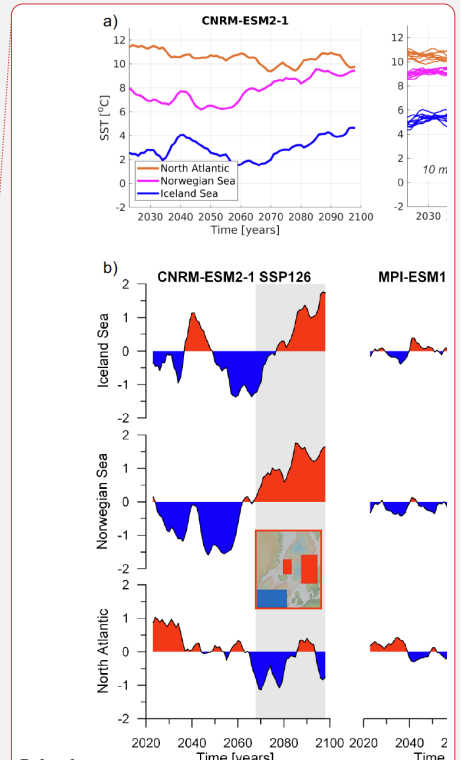 a)
CNRM-ESM2-1
12
10
8
6
4
2
0
-2
SST [°C]
North Atlantic
Norwegian Sea
Iceland Sea
2030 2040 2050 2060 2070 2080 2090 2100
Time [years]
12
10
8
6
4
2
0
-2
10 m
2030
b)
CNRM-ESM2-1 SSP126
MPI-ESM1
Iceland Sea
2
1
0
-1
-2
Norwegian Sea
2
1
0
-1
-2
North Atlantic
2
1
0
-1
-2
2020 2040 2060 2080 2100
Time [years]
2020 2040
Time